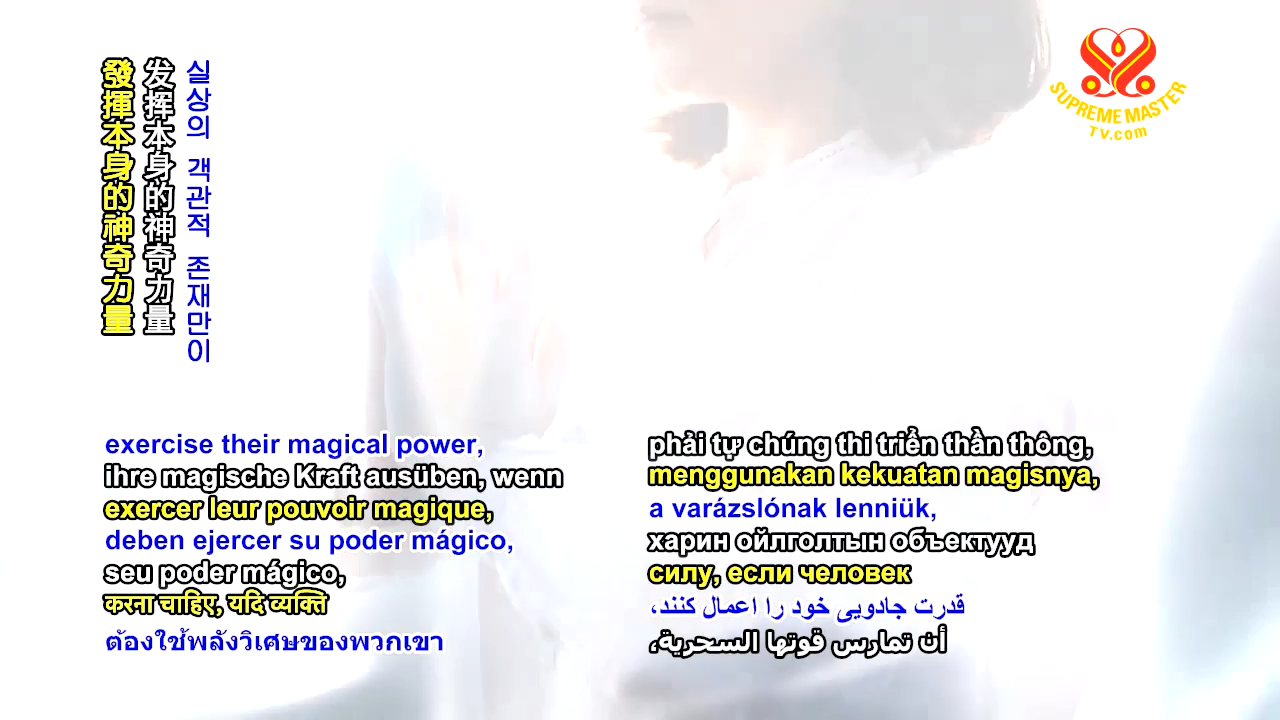 發揮本身的神奇力量
发挥本身的神奇力量
실상의 객관적 존재만이
SUPREME MASTER
TV.com
exercise their magical power,
ihre magische Kraft ausüben, wenn
exercer leur pouvoir magique,
deben ejercer su poder mágico,
seu poder mágico,
करना चाहिए, यदि व्यक्ति
ต้องใช้พลังวิเศษของพวกเขา
phải tự chúng thi triển thần thông,
menggunakan kekuatan magisnya,
a varázslónak lenniük,
харин ойлголтын объектууд
силу, если человек
قدرت جادویی خود را اعمال کنند،
أن تمارس قوتها السحرية،